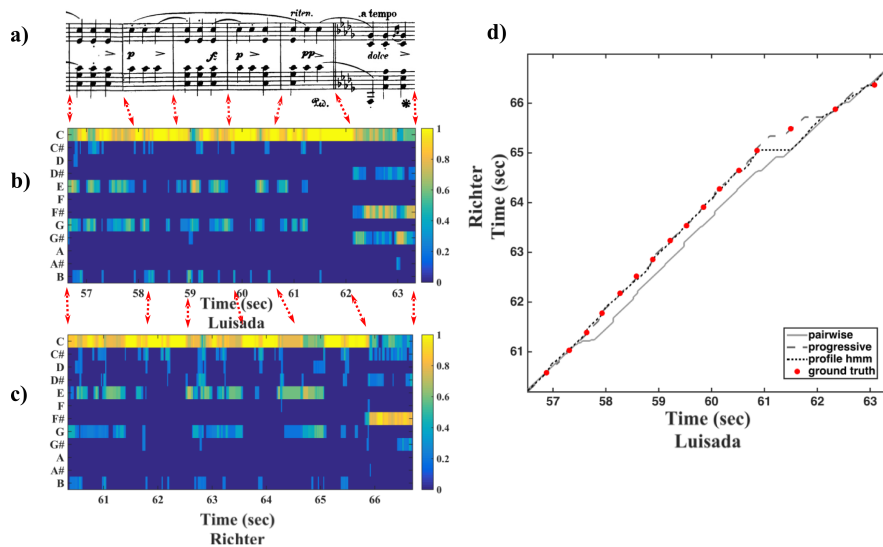 a)
riten. a tempo
p f p pp dolce
Ped. *
b)
C
C#
D
D#
E
F
F#
G
G#
A
A#
B
1
0.8
0.6
0.4
0.2
0
57 58 59 60 61 62 63
Time (sec)
Luisada
c)
C
C#
D
D#
E
F
F#
G
G#
A
A#
B
1
0.8
0.6
0.4
0.2
0
61 62 63 64 65 66
Time (sec)
Richter
d)
Richter
Time (sec)
66
65
64
63
62
61
pairwise
progressive
profile hmm
ground truth
57 58 59 60 61 62 63
Time (sec)
Luisada